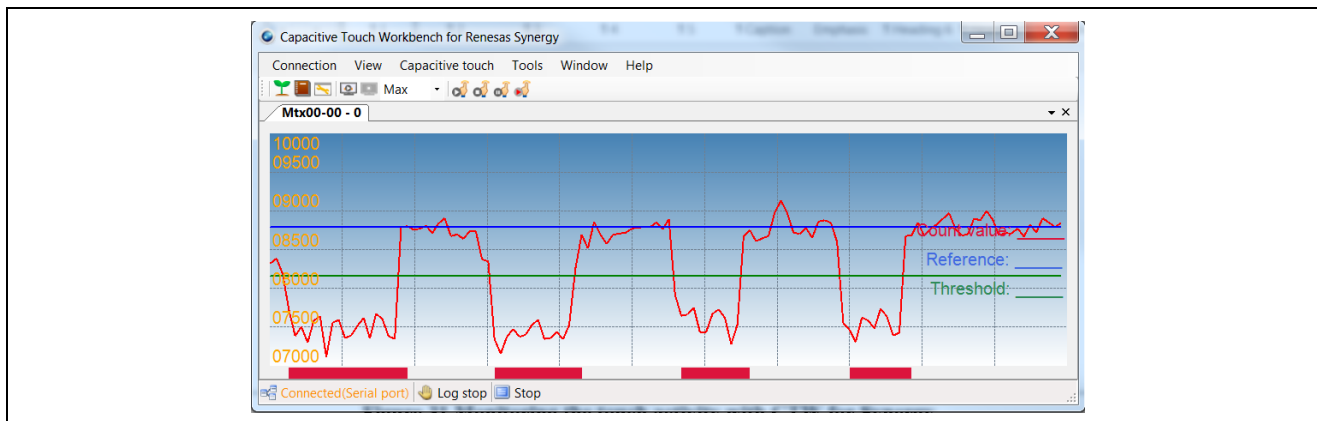 Capacitive Touch Workbench for Renesas Synergy
Connection View Capacitive touch Tools Window Help
Max
Mtx00-00 - 0
10000
09500
09000
08500
08000
07500
07000
Count value:
Reference:
Threshold:
Connected(Serial port) Log stop Stop